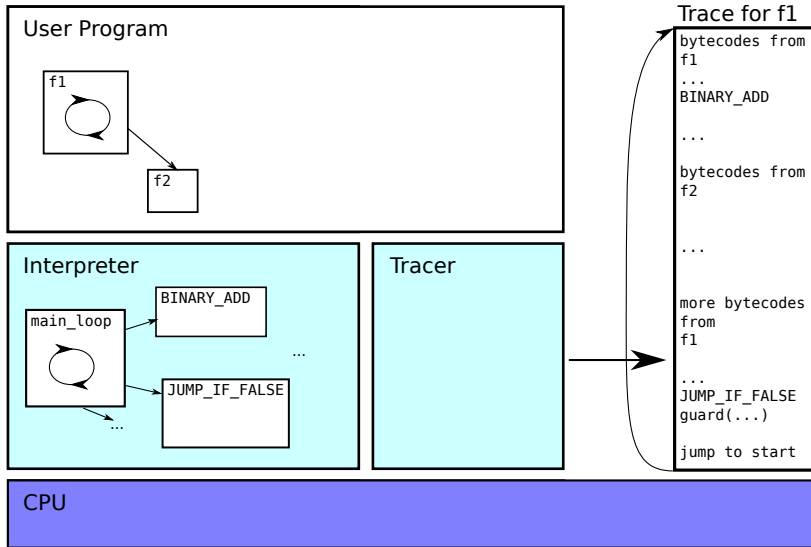 User Program
f1
f2
Interpreter
main_loop
BINARY_ADD
...
JUMP_IF_FALSE
...
Tracer
CPU
Trace for f1
bytecodes from
f1
...
BINARY_ADD
...
bytecodes from
f2
...
more bytecodes
from
f1
...
JUMP_IF_FALSE
guard(...)
jump to start